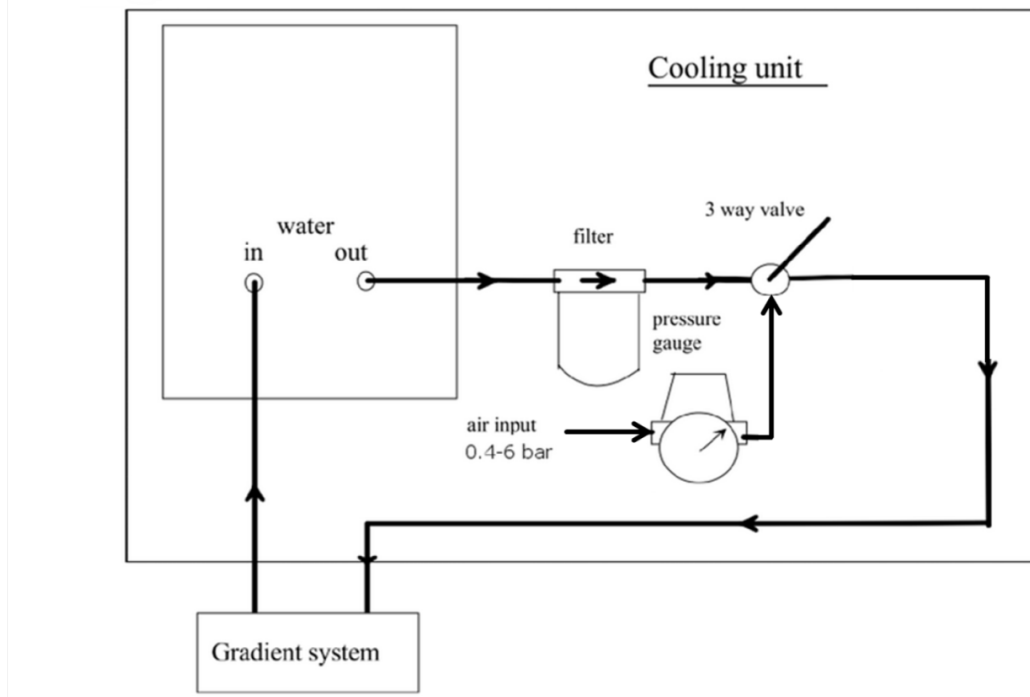 Cooling unit
3 way valve
water
filter
in
out
pressure
gauge
air input
0.4-6 bar
Gradient system